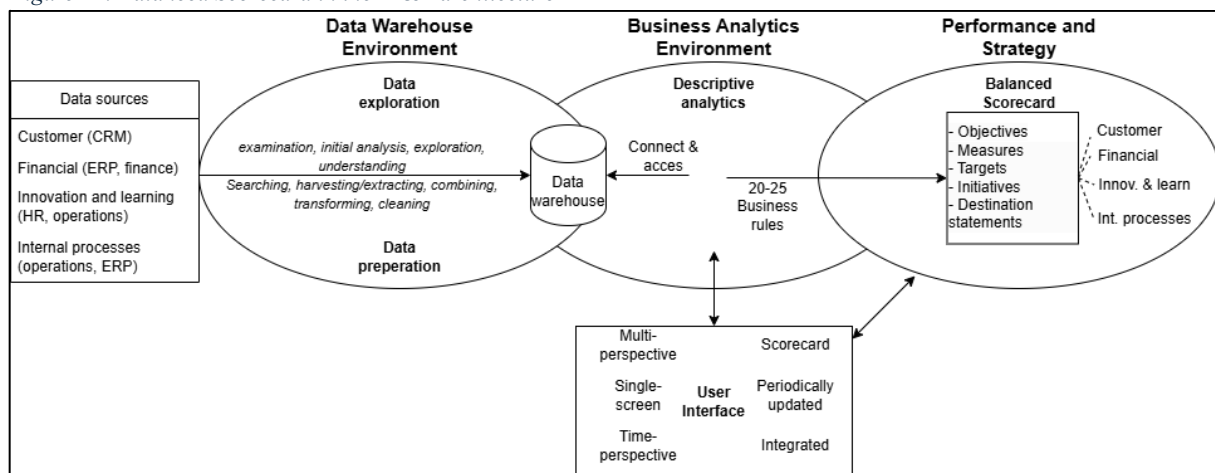 Data Warehouse
Environment
Business Analytics
Environment
Performance and
Strategy
Data sources
Customer (CRM)
Financial (ERP, finance)
Innovation and learning
(HR, operations)
Internal processes
(operations, ERP)
Data
exploration
examination, initial analysis, exploration,
understanding
Searching, harvesting/extracting, combining,
transforming, cleaning
Data
preperation
Data
warehouse
Descriptive
analytics
Connect &
acces
20-25
Business
rules
Balanced
Scorecard
- Objectives
- Measures
- Targets
- Initiatives
- Destination
statements
Customer
Financial
Innov. & learn
Int. processes
Multi-
perspective
Single-
screen
Time-
perspective
User
Interface
Scorecard
Periodically
updated
Integrated